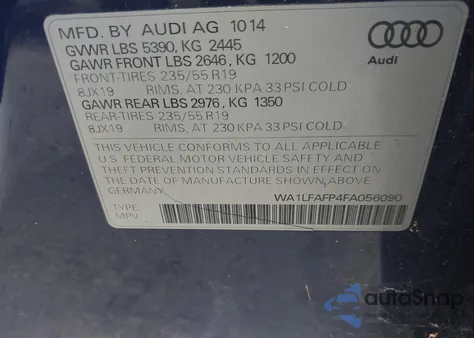 MFD. BY AUDI AG 10 14
GVWR LBS 5390, KG 2445
GAWR FRONT LBS 2646, KG 1200
FRONT-TIRES 235/55 R19
8JX19 RIMS, AT 230 KPA 33 PSI COLD
GAWR REAR LBS 2976, KG 1350
REAR-TIRES 235/55 R19
8JX19 RIMS, AT 230 KPA 33 PSI COLD
Audi
THIS VEHICLE CONFORMS TO ALL APPLICABLE
U.S. FEDERAL MOTOR VEHICLE SAFETY AND
THEFT PREVENTION STANDARDS IN EFFECT ON
THE DATE OF MANUFACTURE SHOWN ABOVE.
GERMANY
WA1LFAFP4FA056090
TYPE:
MPV
autoSnap